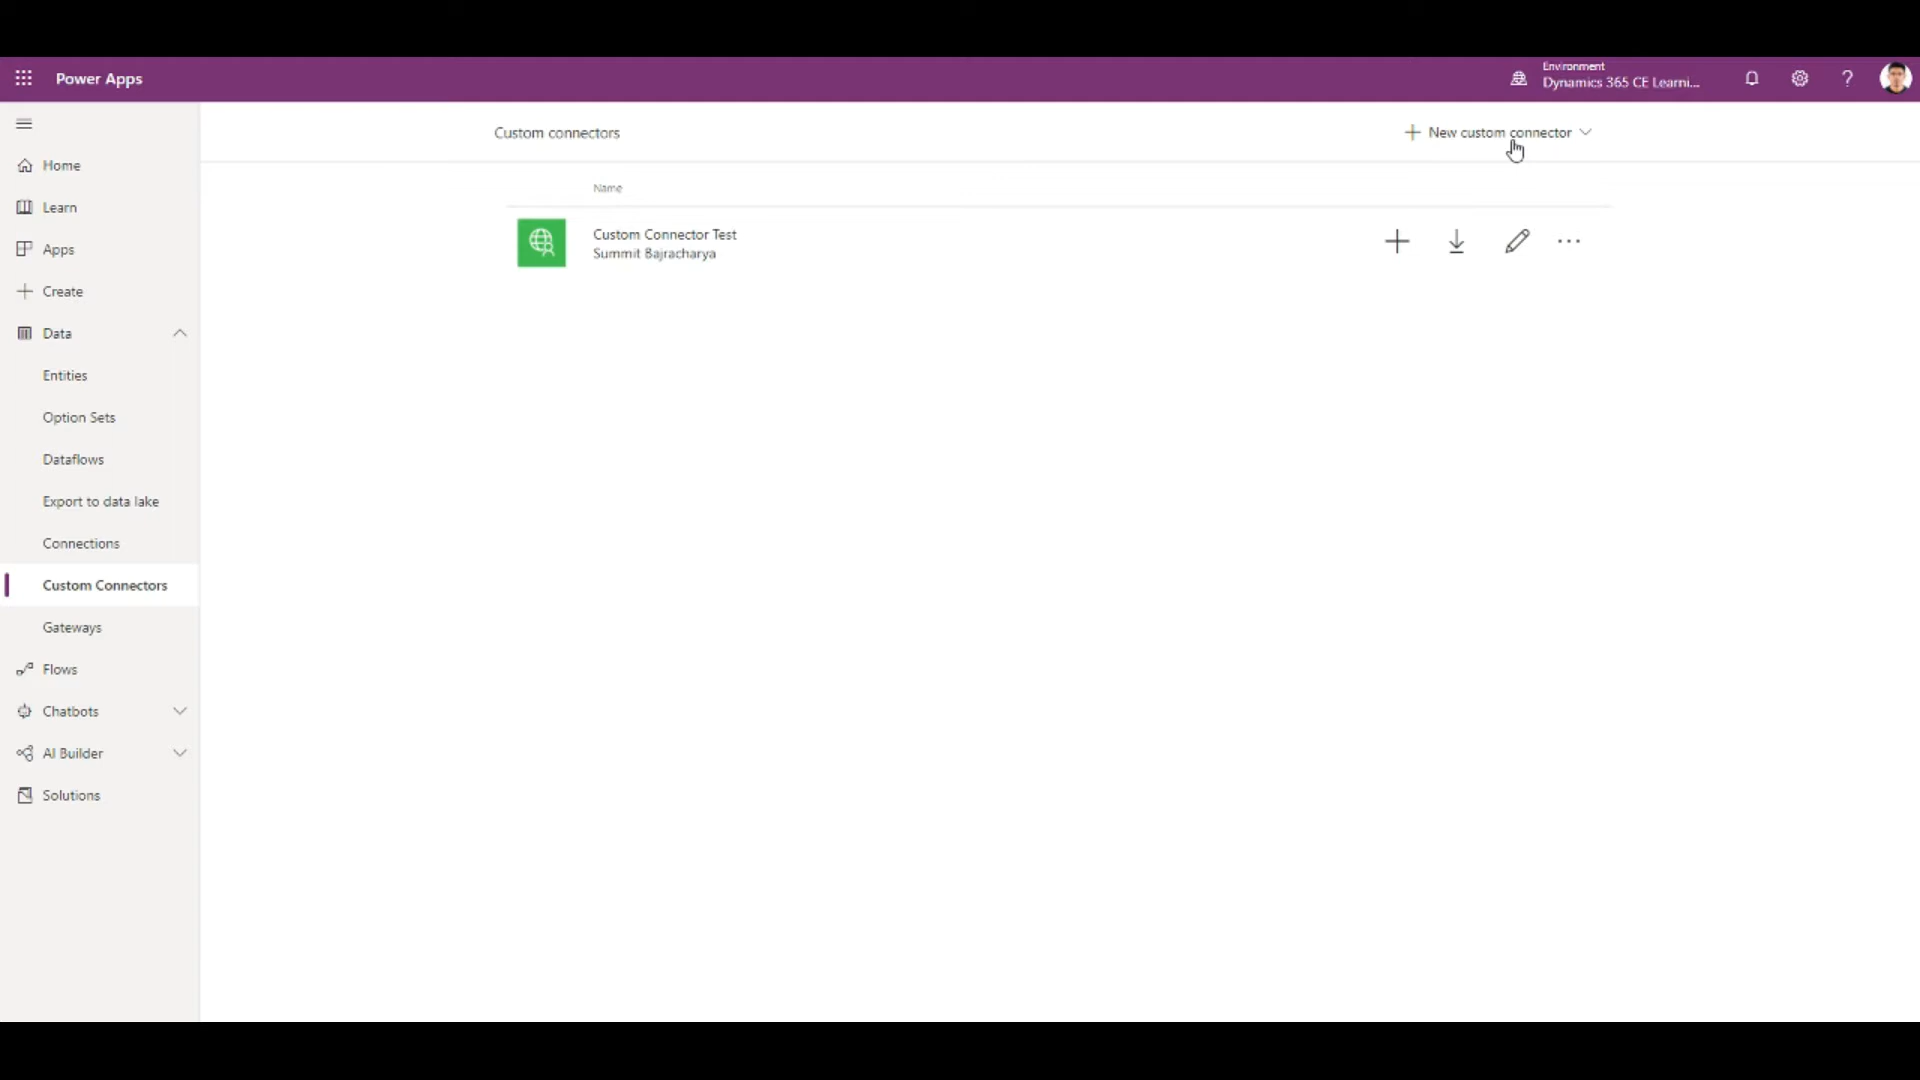 Power Apps
Environment
Dynamics 365 CE Learni...
?
Home
Learn
Apps
Create
Data
Entities
Option Sets
Dataflows
Export to data lake
Connections
Custom Connectors
Gateways
Flows
Chatbots
AI Builder
Solutions
Custom connectors
New custom connector
Name
Custom Connector Test
Summit Bajracharya